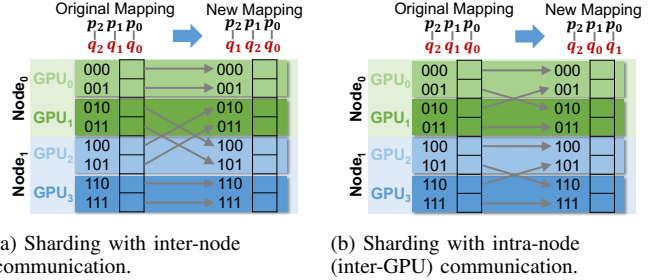 Original Mapping New Mapping
p₂ p₁ p₀ p₂ p₁ p₀
q₂ q₁ q₀ q₁ q₂ q₀
Node₀
GPU₀
000 000
001 001
GPU₁
010 010
011 011
Node₁
GPU₂
100 100
101 101
GPU₃
110 110
111 111
a) Sharding with inter-node
communication.
Original Mapping New Mapping
p₂ p₁ p₀ p₂ p₁ p₀
q₂ q₁ q₀ q₂ q₀ q₁
Node₀
GPU₀
000 000
001 001
GPU₁
010 010
011 011
Node₁
GPU₂
100 100
101 101
GPU₃
110 110
111 111
(b) Sharding with intra-node
(inter-GPU) communication.